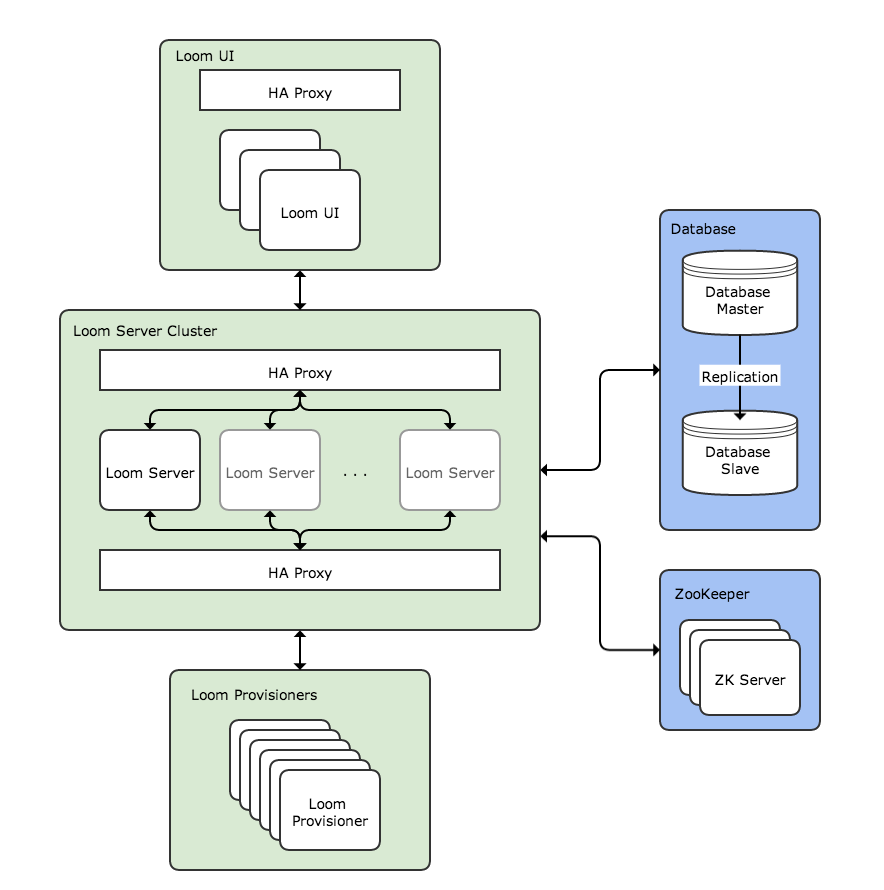 Loom UI
HA Proxy
Loom UI
Loom Server Cluster
HA Proxy
Loom Server
Loom Server
. . .
Loom Server
HA Proxy
Loom Provisioners
Loom
Provisioner
Database
Database
Master
Replication
Database
Slave
ZooKeeper
ZK Server